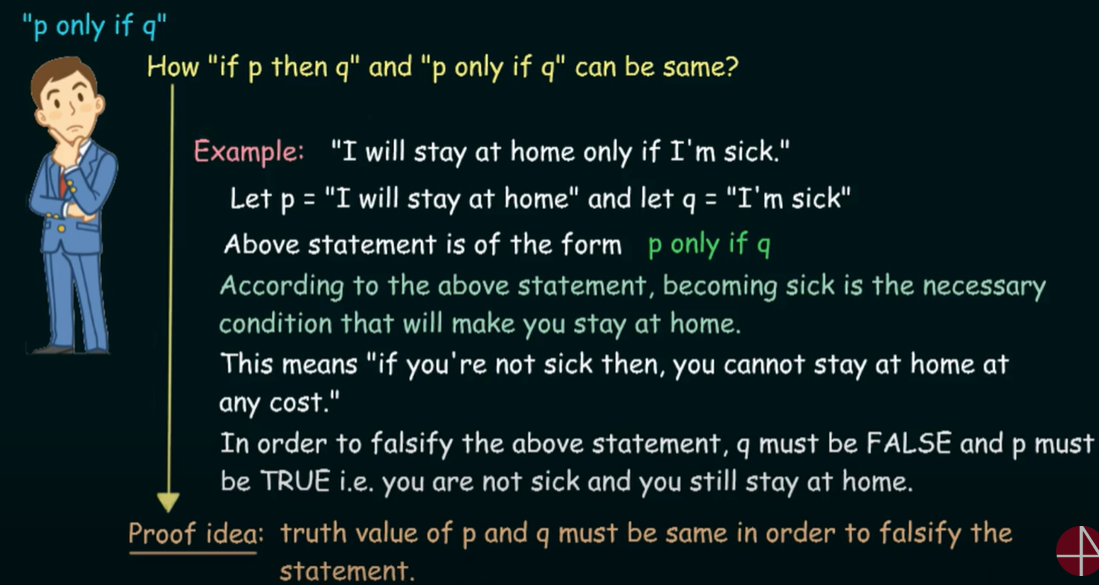 "p only if q"
How "if p then q" and "p only if q" can be same?
Example: "I will stay at home only if I'm sick."
Let p = "I will stay at home" and let q = "I'm sick"
Above statement is of the form p only if q
According to the above statement, becoming sick is the necessary
condition that will make you stay at home.
This means "if you're not sick then, you cannot stay at home at
any cost."
In order to falsify the above statement, q must be FALSE and p must
be TRUE i.e. you are not sick and you still stay at home.
Proof idea: truth value of p and q must be same in order to falsify the
statement.